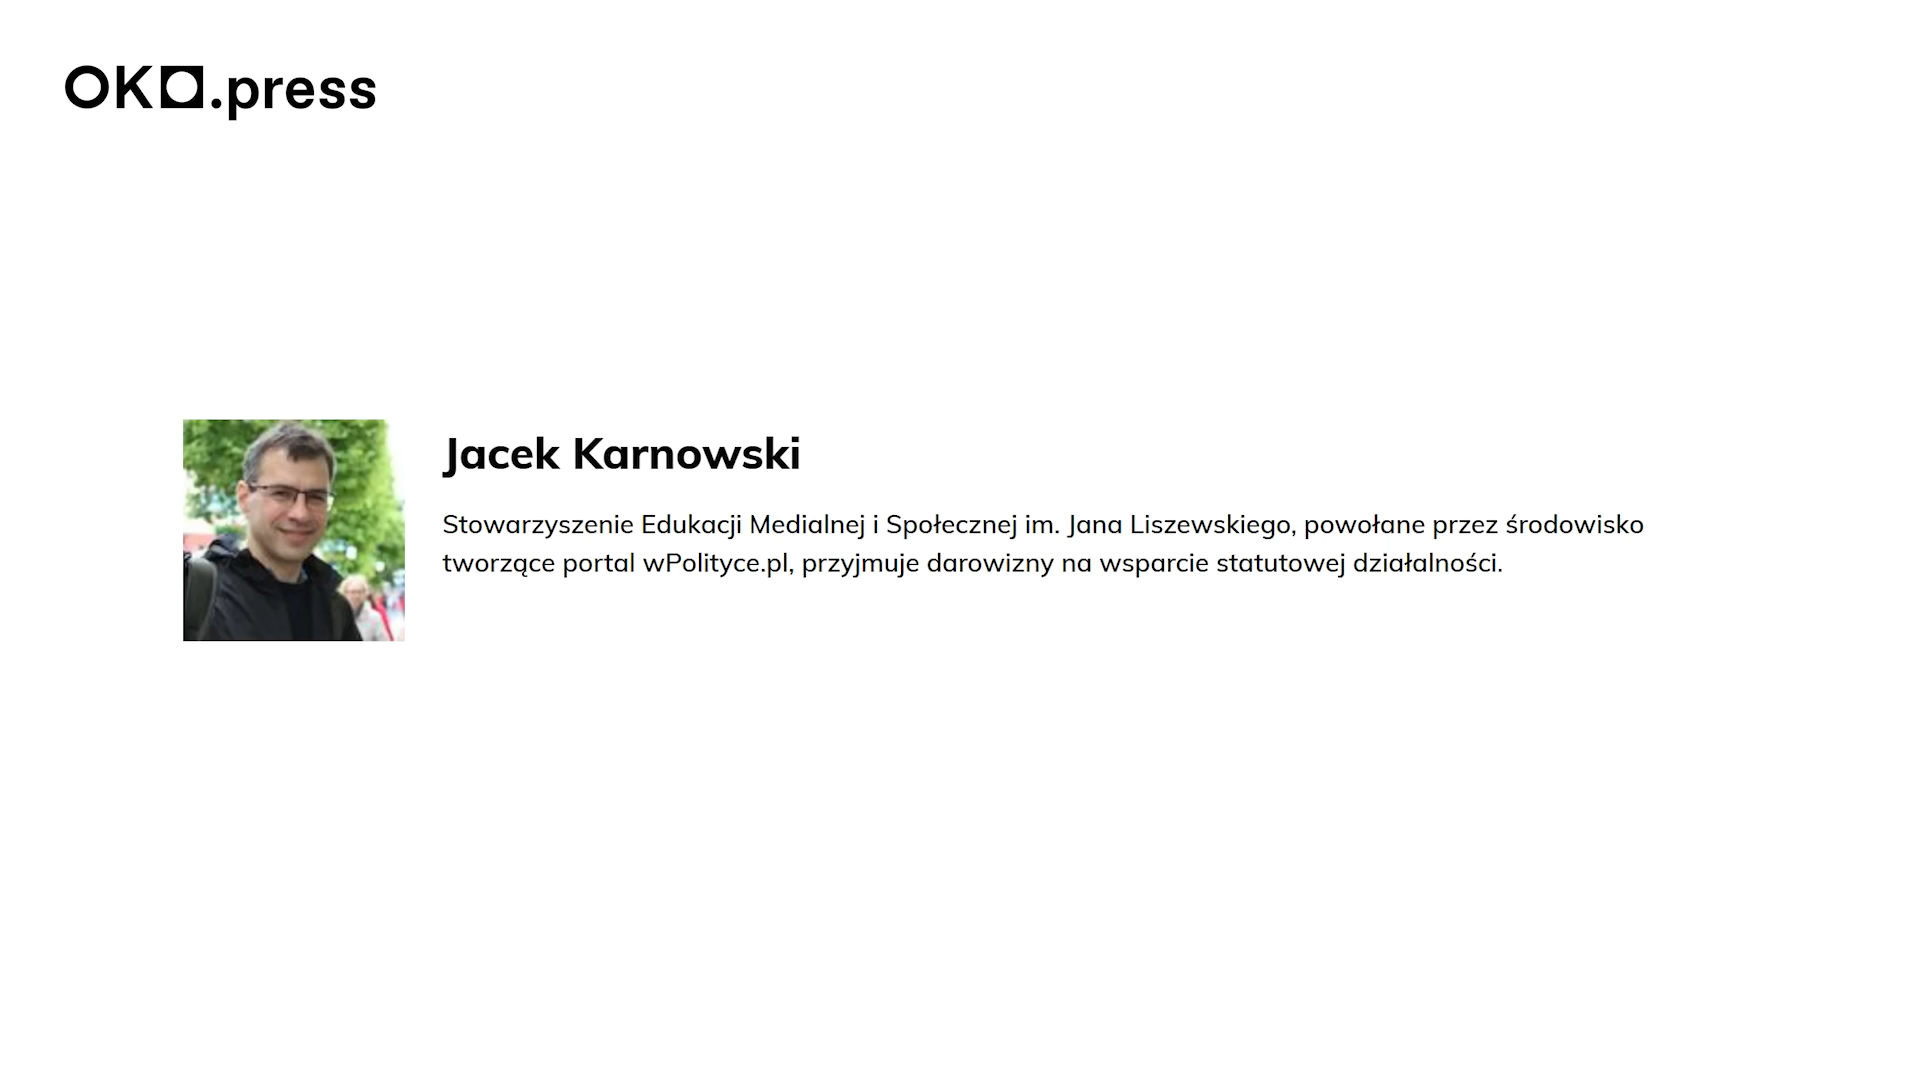 OKO.press
Jacek Karnowski
Stowarzyszenie Edukacji Medialnej i Społecznej im. Jana Liszewskiego, powołane przez środowisko
tworzące portal wPolityce.pl, przyjmuje darowizny na wsparcie statutowej działalności.